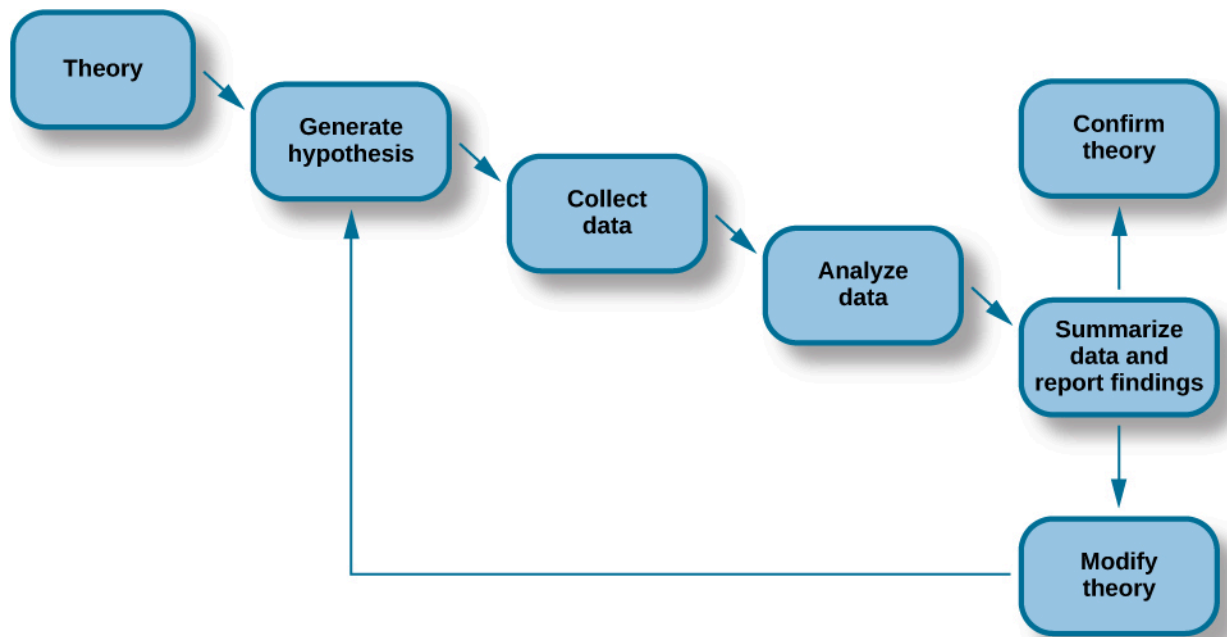 Theory
Generate
hypothesis
Collect
data
Analyze
data
Confirm
theory
Summarize
data and
report findings
Modify
theory